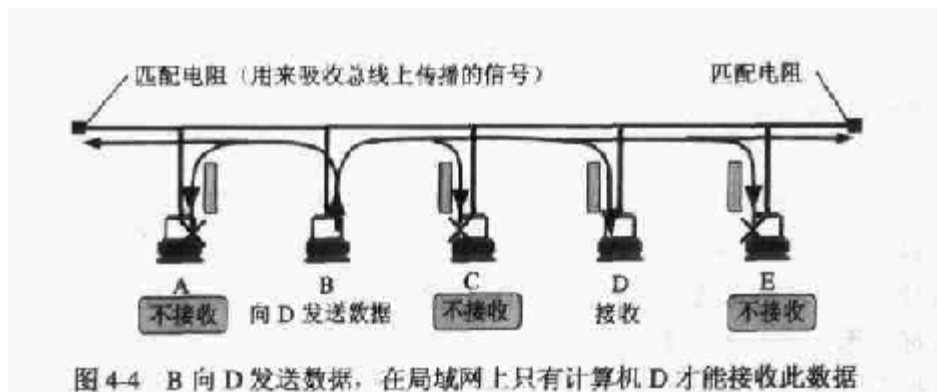 匹配电阻（用来吸收总线上传播的信号）
匹配电阻
A
B
C
D
E
不接收
向 D 发送数据
不接收
接收
不接收
图 4-4 B 向 D 发送数据，在局域网上只有计算机 D 才能接收此数据